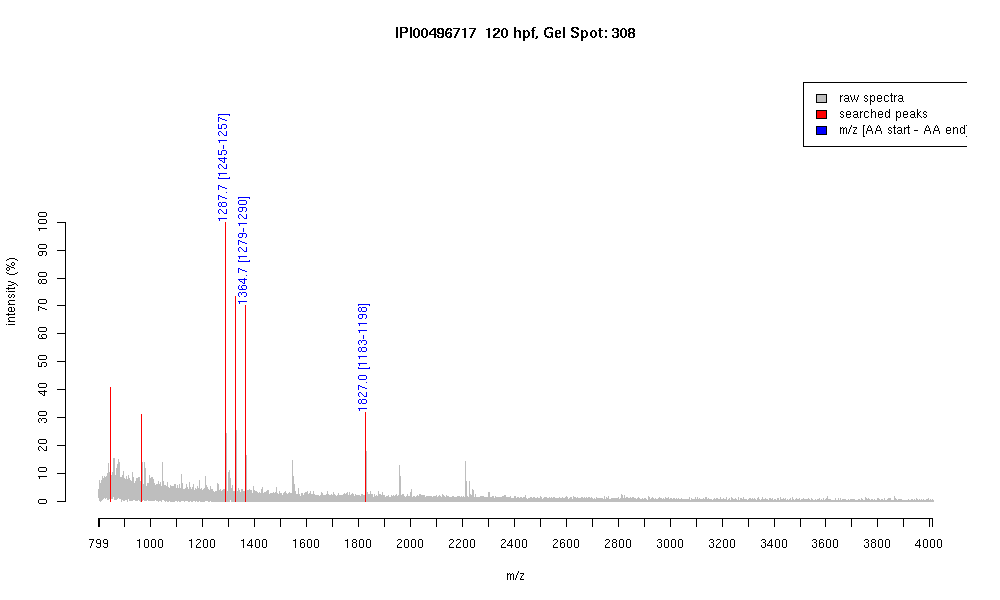 IPI00496717 120 hpf, Gel Spot: 308
raw spectra
searched peaks
m/z [AA start - AA end]
1287.7 [1245-1257]
1364.7 [1279-1290]
1827.0 [1183-1198]
intensity (%)
100
90
80
70
60
50
40
30
20
10
0
799 1000 1200 1400 1600 1800 2000 2200 2400 2600 2800 3000 3200 3400 3600 3800 4000
m/z